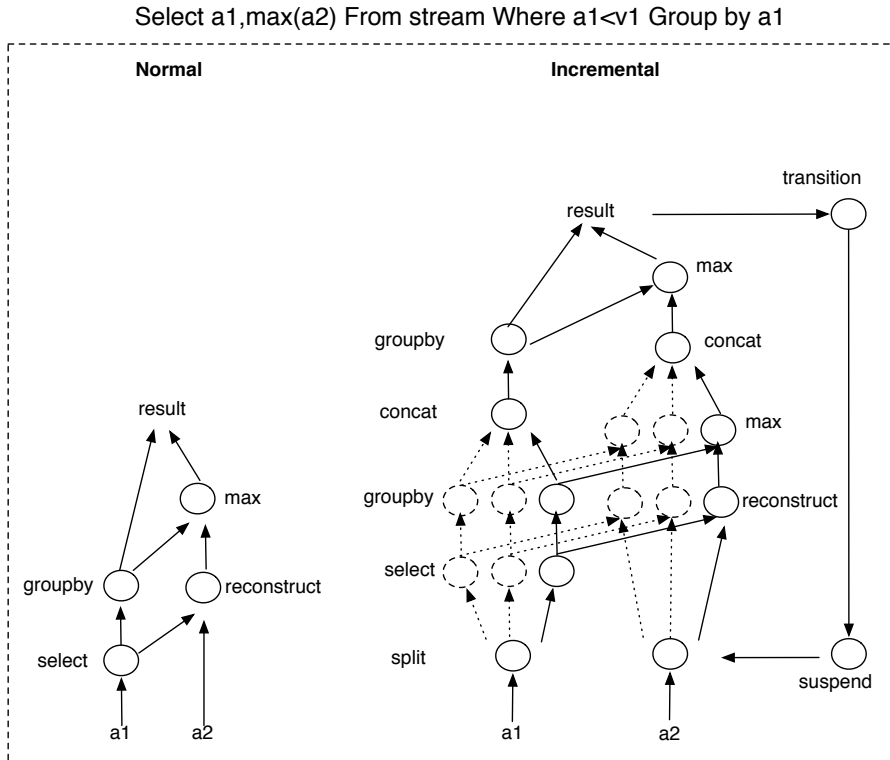 Select a1,max(a2) From stream Where a1<v1 Group by a1
Normal
result
max
groupby
reconstruct
select
a1
a2
Incremental
transition
result
max
groupby
concat
concat
max
groupby
reconstruct
select
split
suspend
a1
a2